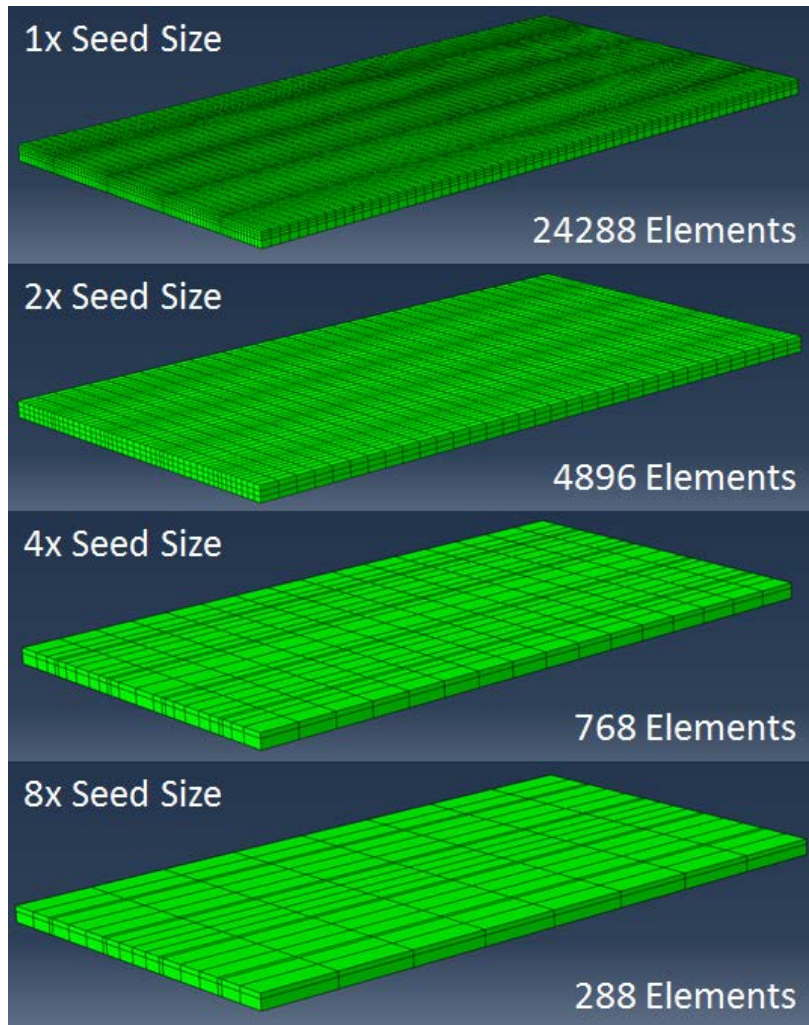 1x Seed Size
24288 Elements
2x Seed Size
4896 Elements
4x Seed Size
768 Elements
8x Seed Size
288 Elements